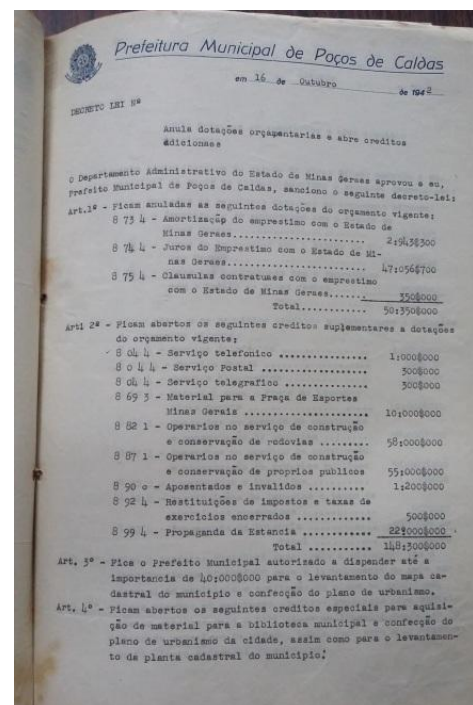 Prefeitura Municipal de Poços de Caldas
em 16 de Outubro de 1942
DECRETO LEI Nº
Anula dotações orçamentarias e abre creditos
adicionaes
O Departamento Administrativo do Estado de Minas Geraes aprovou e eu,
Prefeito Municipal de Poços de Caldas, sanciono o seguinte decreto-lei:
Art.1º - Ficam anuladas as seguintes dotações do orçamento vigente:
8 73 4 - Amortização do emprestimo com o Estado de
Minas Geraes........................ 2:943$300
8 74 4 - Juros do Emprestimo com o Estado de Mi-
nas Geraes....................... 47:056$700
8 75 4 - Clausulas contratuaes com o emprestimo
com o Estado de Minas Geraes...... 350$000
Total........... 50:350$000
Arti 2º - Ficam abertos os seguintes creditos suplementares a dotações
do orçamento vigente:
8 04 4 - Serviço telefonico ................ 1:000$000
8 0 4 4 - Serviço Postal ................ 300$000
8 04 4 - Serviço telegrafico ............... 300$000
8 69 3 - Material para a Praça de Esportes
Minas Gerais ...................... 10:000$000
8 82 1 - Operarios no serviço de construção
e conservação de rodovias ......... 58:000$000
8 87 1 - Operarios no serviço de construção
e conservação de proprios publicos 55:000$000
8 90 0 - Aposentados e invalidos ........... 1:200$000
8 92 4 - Restituições de impostos e taxas de
exercicios encerrados ............ 500$000
8 99 4 - Propaganda da Estancia ............ 22:000$000
Total ........... 148:300$000
Art. 3º - Fica o Prefeito Municipal autorizado a dispender até a
importancia de 40:000$000 para o levantamento do mapa ca-
dastral do municipio e confecção do plano de urbanismo.
Art. 4º - Ficam abertos os seguintes creditos especiais para aquisi-
ção de material para a biblioteca municipal e confecção do
plano de urbanismo da cidade, assim como para o levantamen-
to da planta cadastral do municipio.